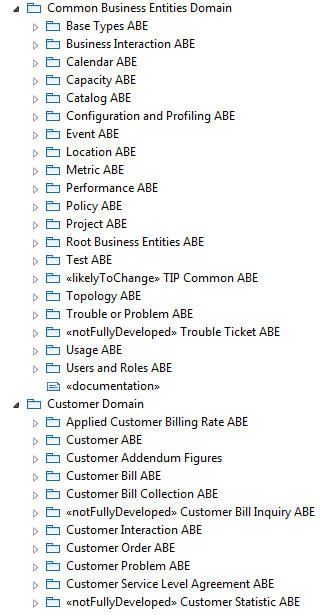 Common Business Entities Domain
Base Types ABE
Business Interaction ABE
Calendar ABE
Capacity ABE
Catalog ABE
Configuration and Profiling ABE
Event ABE
Location ABE
Metric ABE
Performance ABE
Policy ABE
Project ABE
Root Business Entities ABE
Test ABE
«likelyToChange» TIP Common ABE
Topology ABE
Trouble or Problem ABE
«notFullyDeveloped» Trouble Ticket ABE
Usage ABE
Users and Roles ABE
«documentation»
Customer Domain
Applied Customer Billing Rate ABE
Customer ABE
Customer Addendum Figures
Customer Bill ABE
Customer Bill Collection ABE
«notFullyDeveloped» Customer Bill Inquiry ABE
Customer Interaction ABE
Customer Order ABE
Customer Problem ABE
Customer Service Level Agreement ABE
«notFullyDeveloped» Customer Statistic ABE